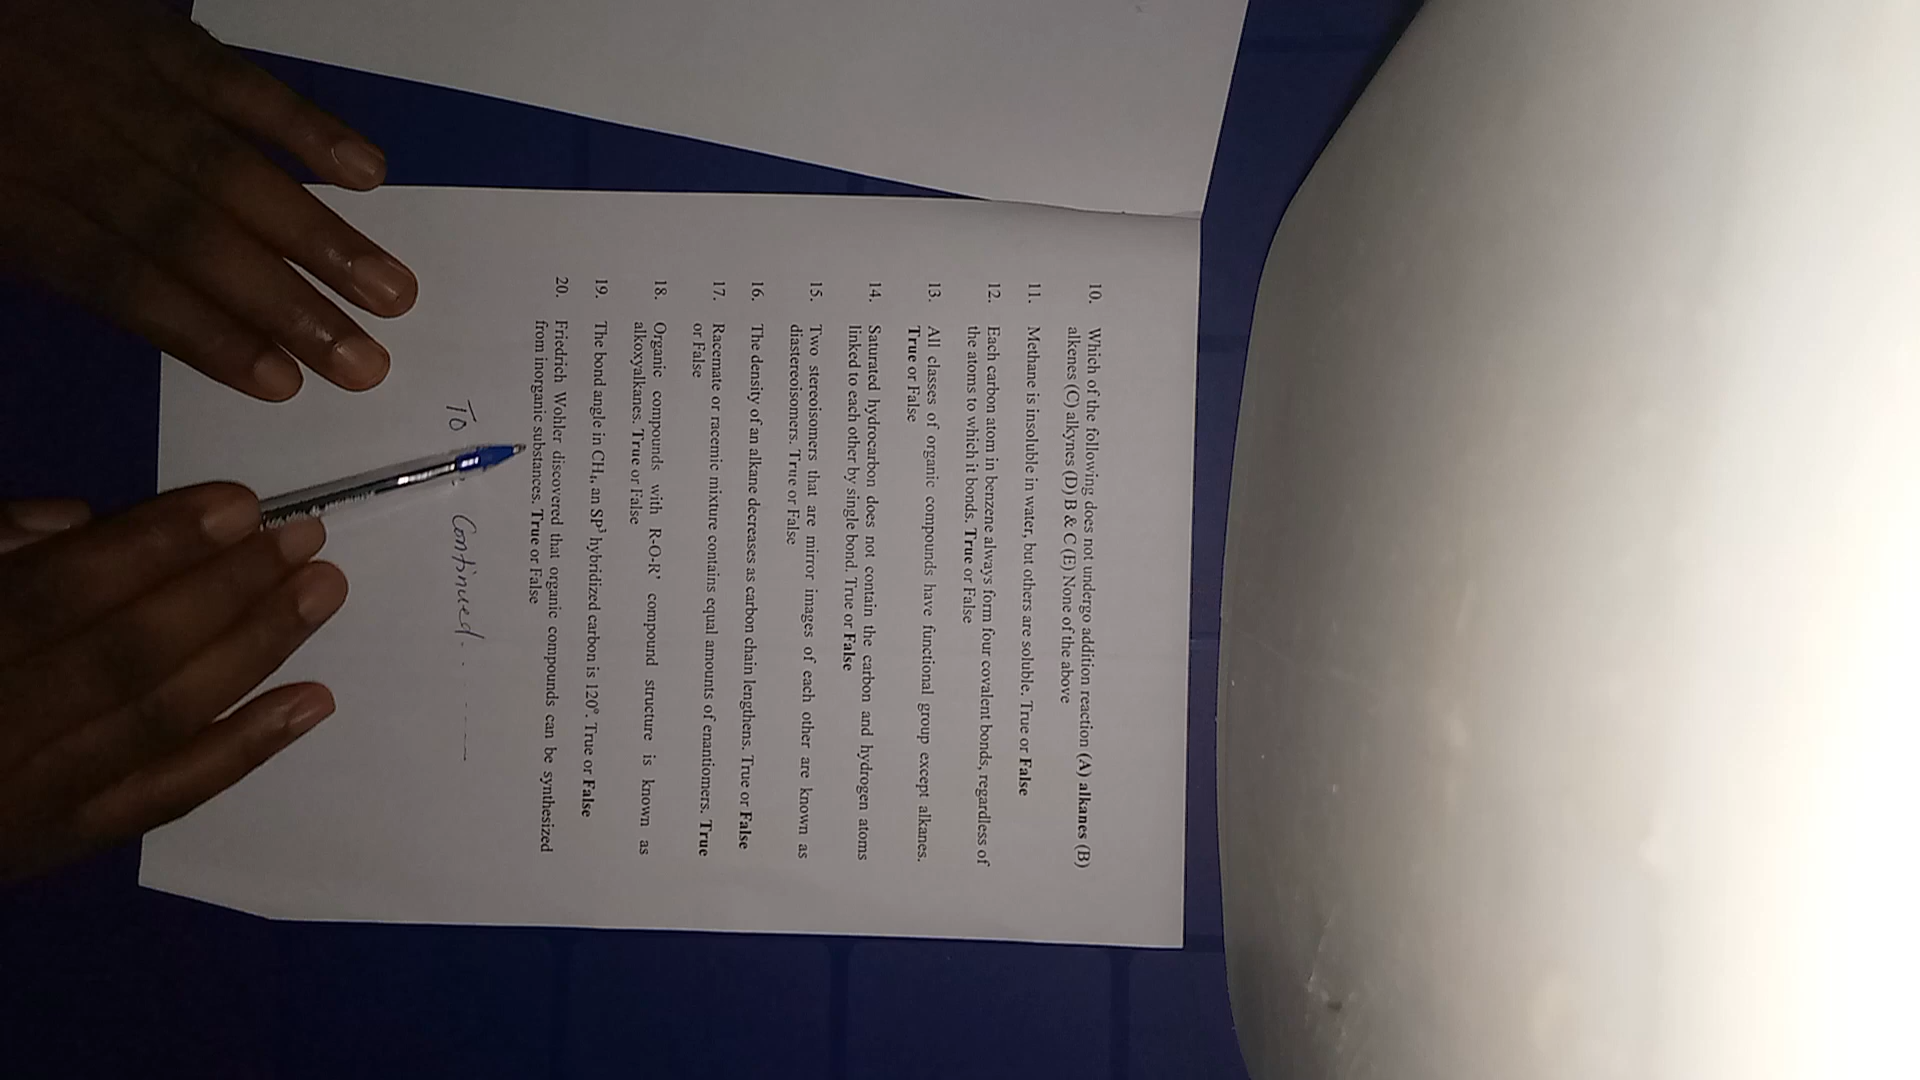 10. Which of the following does not undergo addition reaction (A) alkanes (B)
alkenes (C) alkynes (D) B & C (E) None of the above
11. Methane is insoluble in water, but others are soluble. True or False
12. Each carbon atom in benzene always form four covalent bonds, regardless of
the atoms to which it bonds. True or False
13. All classes of organic compounds have functional group except alkanes.
True or False
14. Saturated hydrocarbon does not contain the carbon and hydrogen atoms
linked to each other by single bond. True or False
15. Two stereoisomers that are mirror images of each other are known as
diastereoisomers. True or False
16. The density of an alkane decreases as carbon chain lengthens. True or False
17. Racemate or racemic mixture contains equal amounts of enantiomers. True
or False
18. Organic compounds with R-O-R' compound structure is known as
alkoxyalkanes. True or False
19. The bond angle in CH₄, an SP³ hybridized carbon is 120°. True or False
20. Friedrich Wohler discovered that organic compounds can be synthesized
from inorganic substances. True or False
To Continued